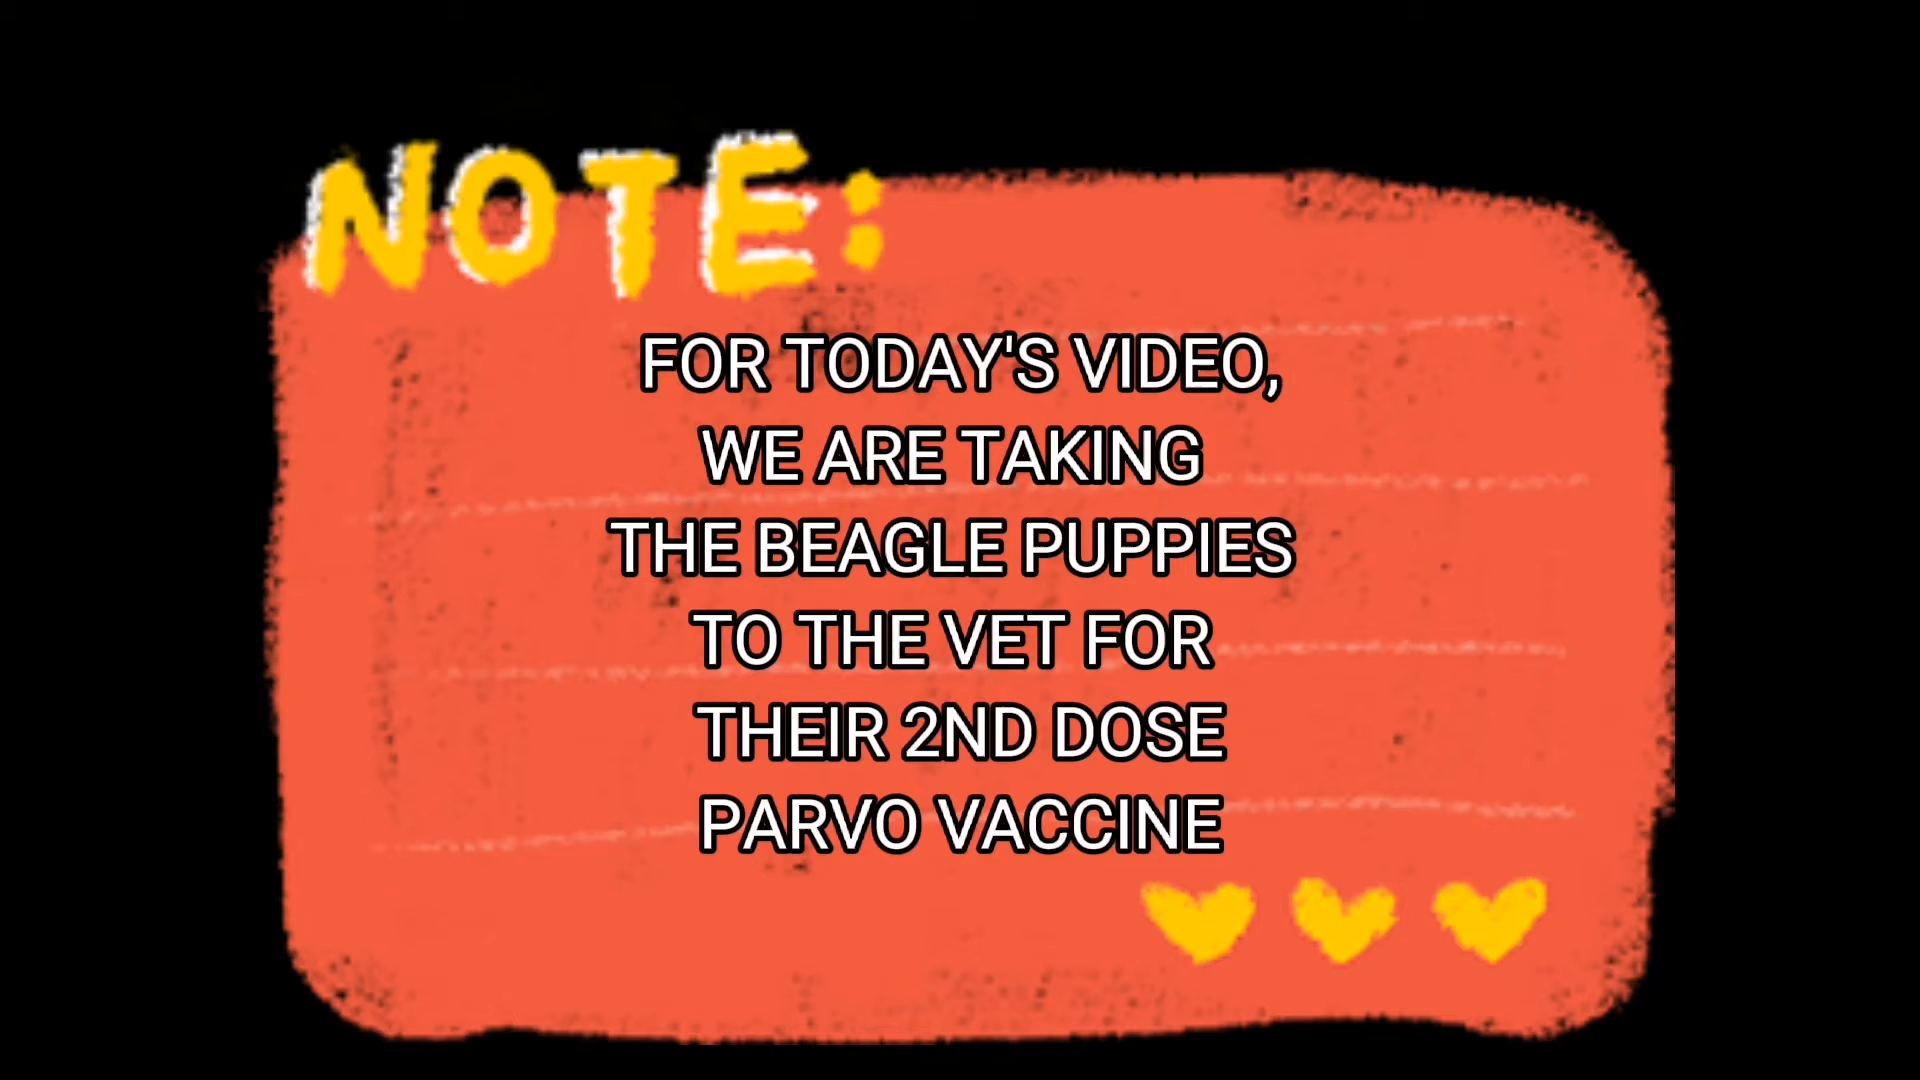 NOTE:
FOR TODAY'S VIDEO,
WE ARE TAKING
THE BEAGLE PUPPIES
TO THE VET FOR
THEIR 2ND DOSE
PARVO VACCINE